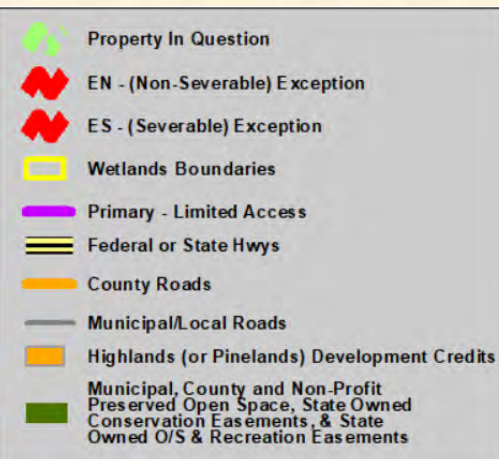 Property In Question
EN - (Non-Severable) Exception
ES - (Severable) Exception
Wetlands Boundaries
Primary - Limited Access
Federal or State Hwys
County Roads
Municipal/Local Roads
Highlands (or Pinelands) Development Credits
Municipal, County and Non-Profit
Preserved Open Space, State Owned
Conservation Easements, & State
Owned O/S & Recreation Easements